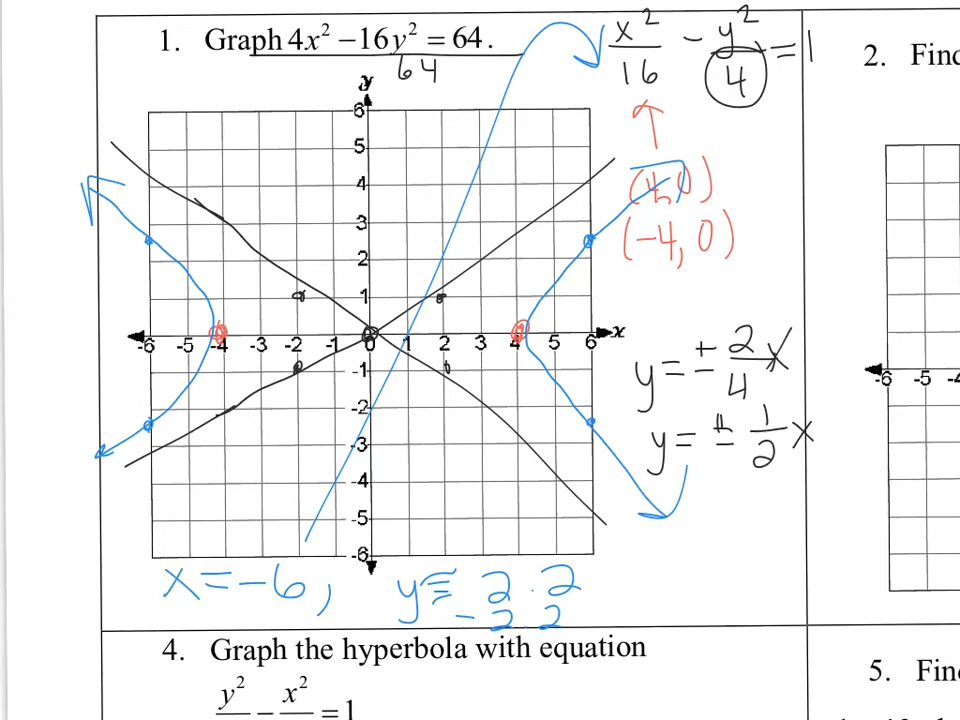 1. Graph 4x² − 16y² = 64.
64
x²/16 − y²/4 = 1
2. Find
y
6
5
4
3
2
1
-6 -5 -4 -3 -2 0 1 2 3 4 5 6 x
-1
-2
-3
-4
-5
-6
(4, 0)
(−4, 0)
y = ± 2/4 x
y = ± 1/2 x
-6 -5 -4
x = −6, y = 2.2
−2.2
4. Graph the hyperbola with equation
y² − x² = 1
5. Fin